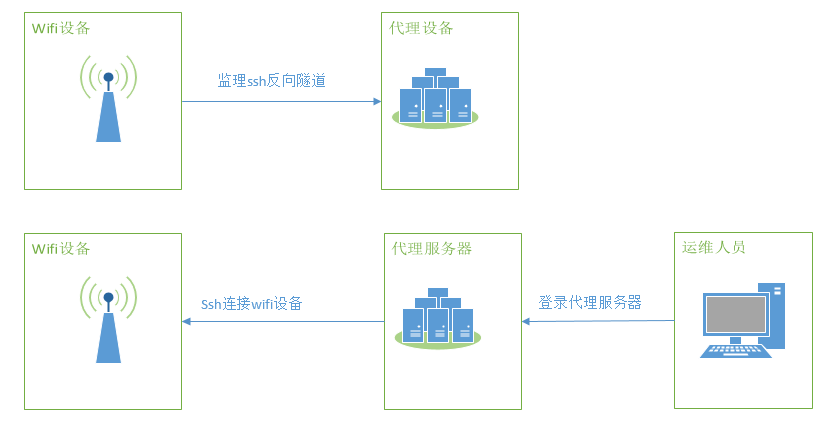 Wifi设备
代理设备
监理ssh反向隧道
Wifi设备
代理服务器
运维人员
Ssh连接wifi设备
登录代理服务器